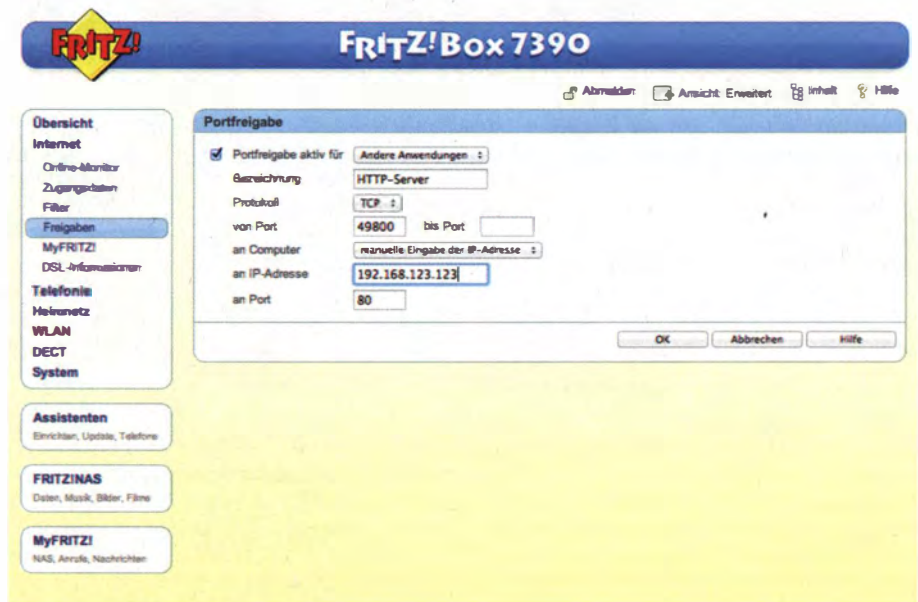 FRITZ!
FRITZ!Box 7390
Abmelden Ansicht: Erweitert Inhalt Hilfe
Übersicht
Internet
Online-Monitor
Zugangsdaten
Filter
Freigaben
MyFRITZ!
DSL-Informationen
Telefonie
Heimnetz
WLAN
DECT
System
Assistenten
Einrichten, Update, Telefone
FRITZ!NAS
Daten, Musik, Bilder, Filme
MyFRITZ!
NAS, Anrufe, Nachrichten
Portfreigabe
Portfreigabe aktiv für Andere Anwendungen
Bezeichnung HTTP-Server
Protokoll TCP
von Port 49800 bis Port
an Computer manuelle Eingabe der IP-Adresse
an IP-Adresse 192.168.123.123
an Port 80
OK Abbrechen Hilfe